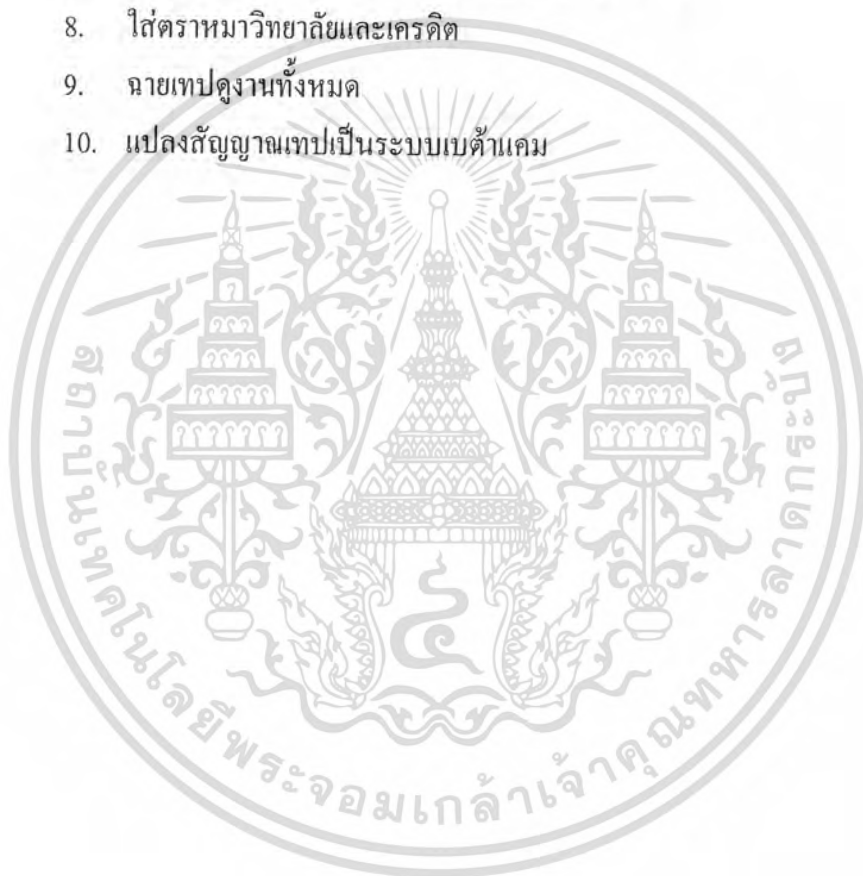 8. ใส่ตราหมาวิทยาลัยและเครดิต
9. ฉายเทปดูงานทั้งหมด
10. แปลงสัญญาณเทปเป็นระบบเบต้าแคม
สถาบันเทคโนโลยีพระจอมเกล้าเจ้าคุณทหารลาดกระบัง
๔